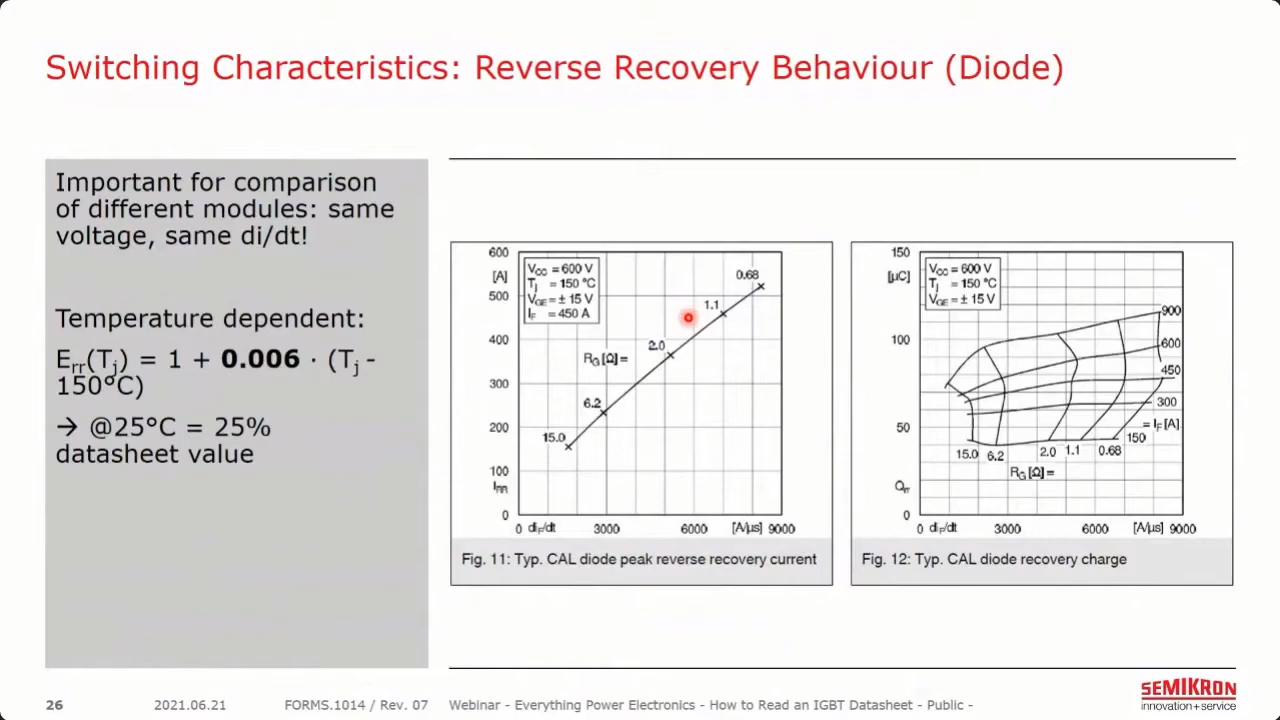 Switching Characteristics: Reverse Recovery Behaviour (Diode)
Important for comparison
of different modules: same
voltage, same di/dt!
Temperature dependent:
Err(Tj) = 1 + 0.006 · (Tj -
150°C)
→ @25°C = 25%
datasheet value
600
[A]
500
400
300
200
100
IRR
0
VCC = 600 V
Tj = 150 °C
VGE = ± 15 V
IF = 450 A
0.68
1.1
2.0
RG [Ω] =
6.2
15.0
0 diF/dt 3000 6000 [A/µs] 9000
Fig. 11: Typ. CAL diode peak reverse recovery current
150
[µC]
100
50
Qrr
0
VCC = 600 V
Tj = 150 °C
VGE = ± 15 V
900
600
450
300
= IF [A]
150
15.0 6.2 2.0 1.1 0.68
RG [Ω] =
0 diF/dt 3000 6000 [A/µs] 9000
Fig. 12: Typ. CAL diode recovery charge
26 2021.06.21 FORMS.1014 / Rev. 07 Webinar - Everything Power Electronics - How to Read an IGBT Datasheet - Public -
SEMIKRON
innovation+service